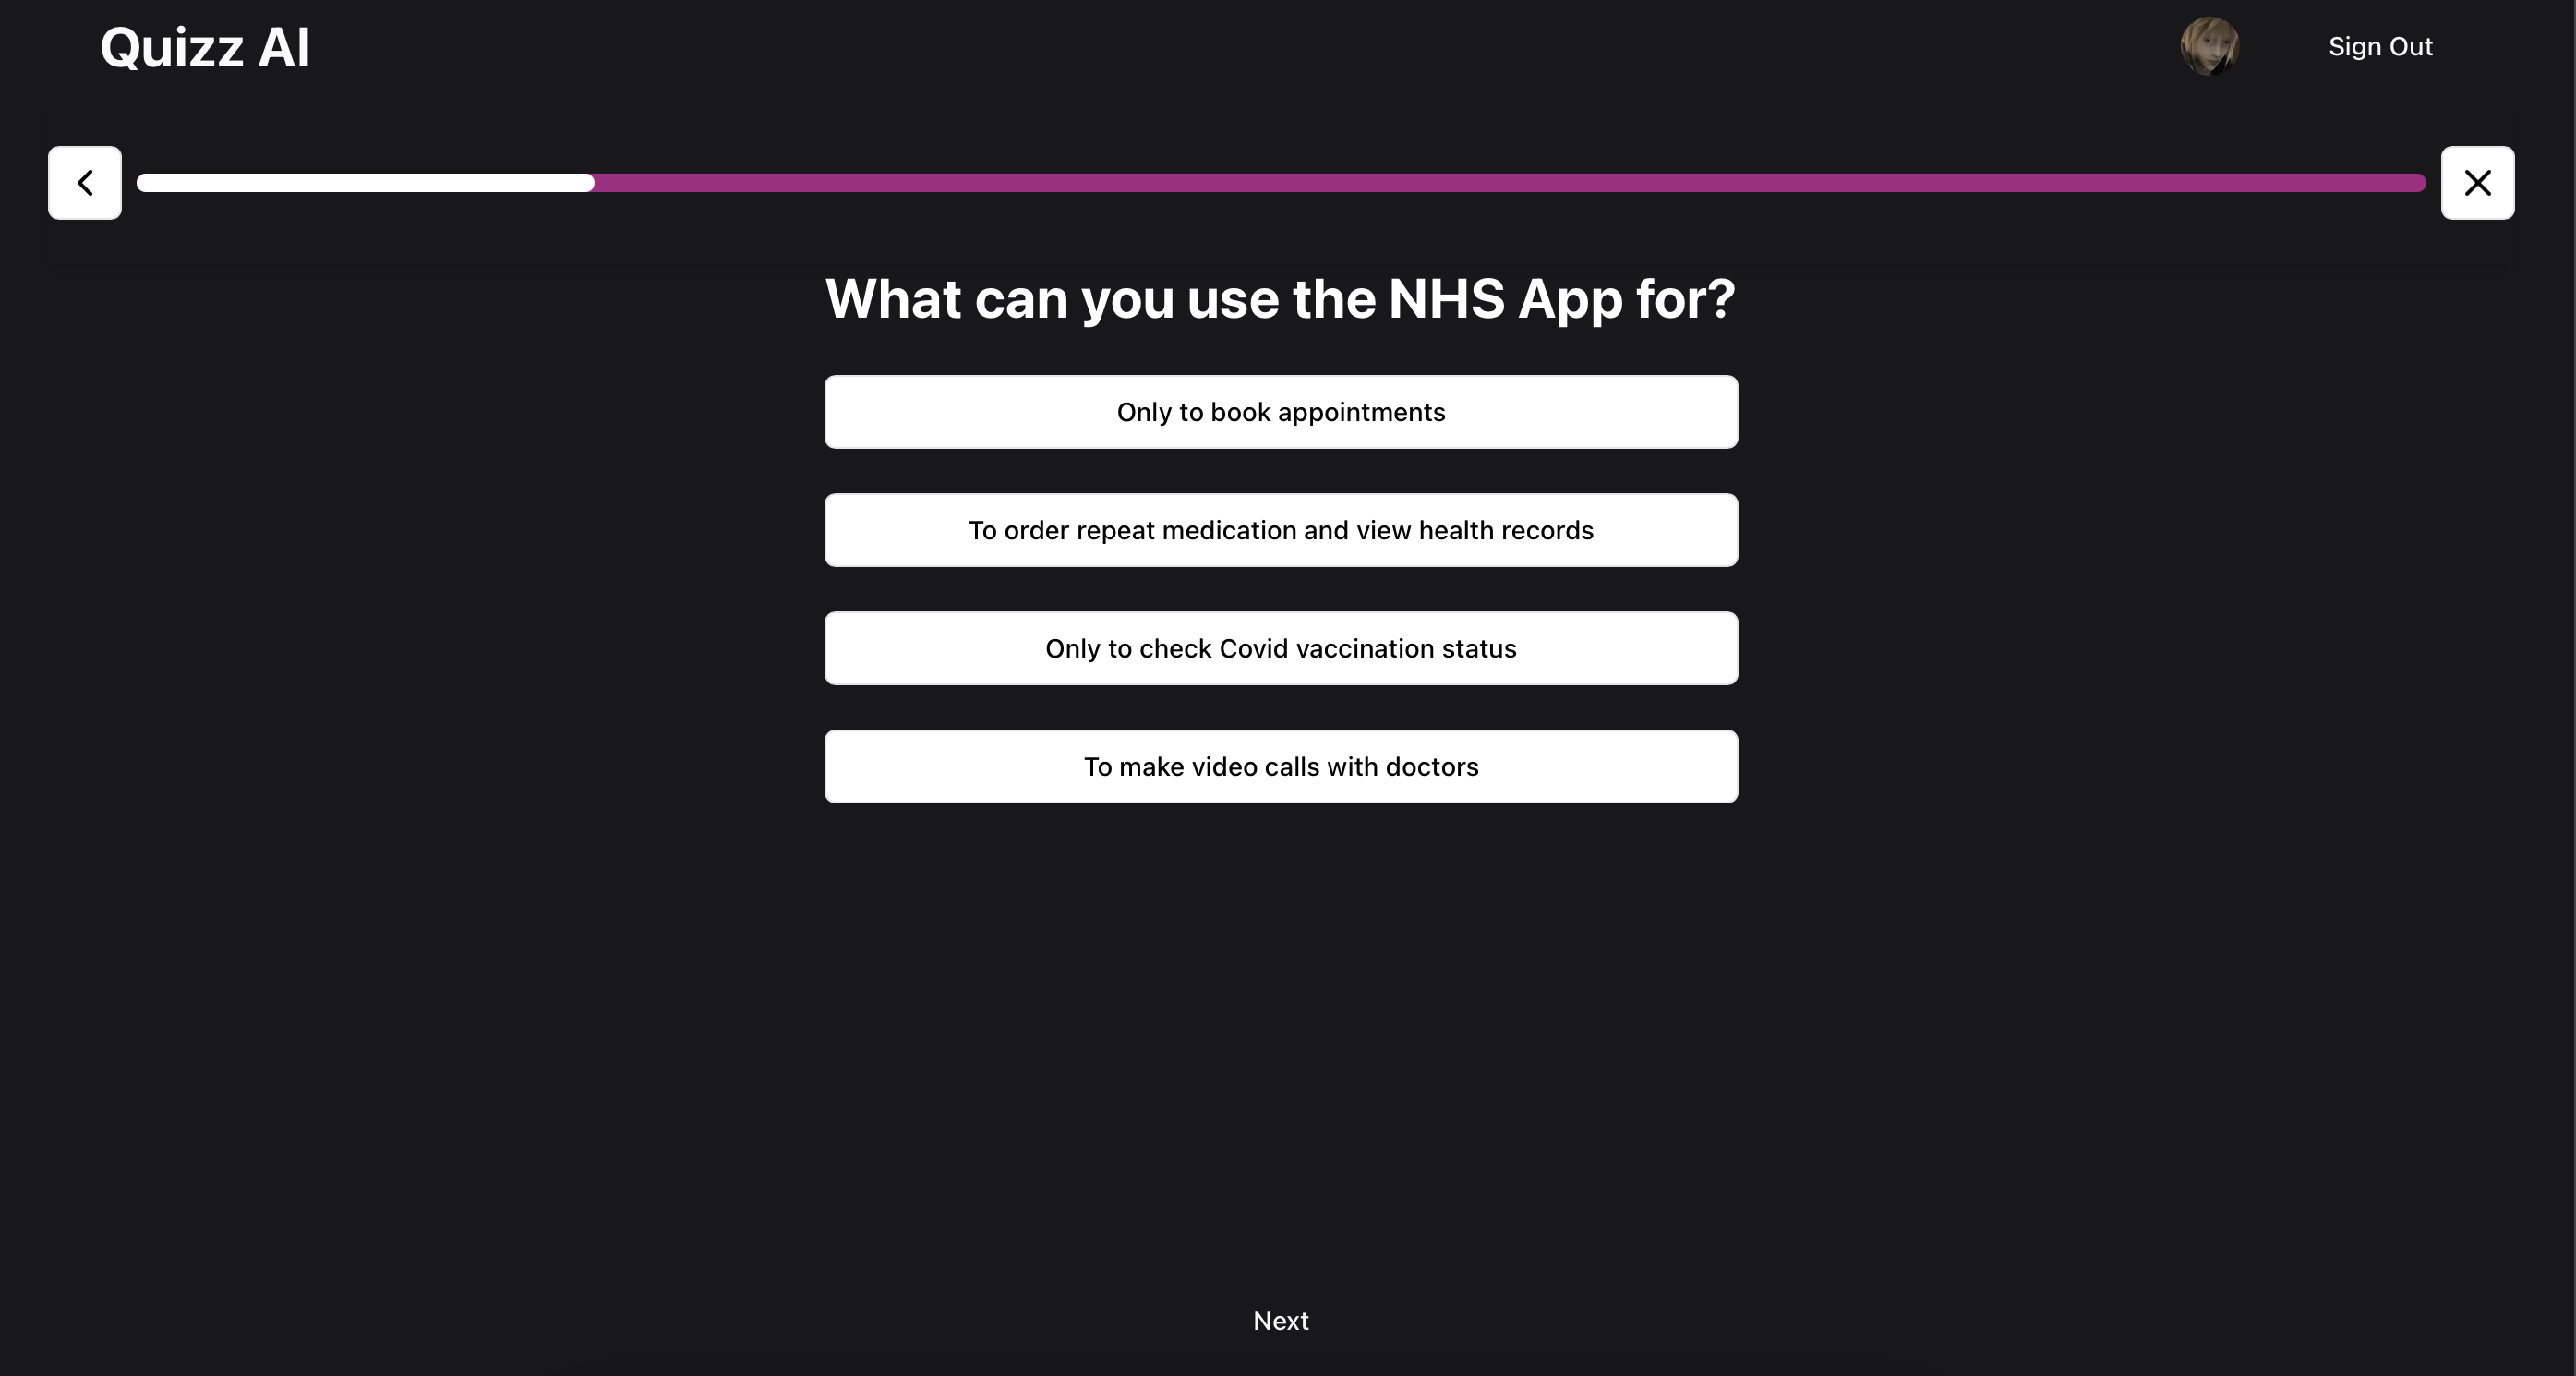 Quizz AI
Sign Out
What can you use the NHS App for?
Only to book appointments
To order repeat medication and view health records
Only to check Covid vaccination status
To make video calls with doctors
Next